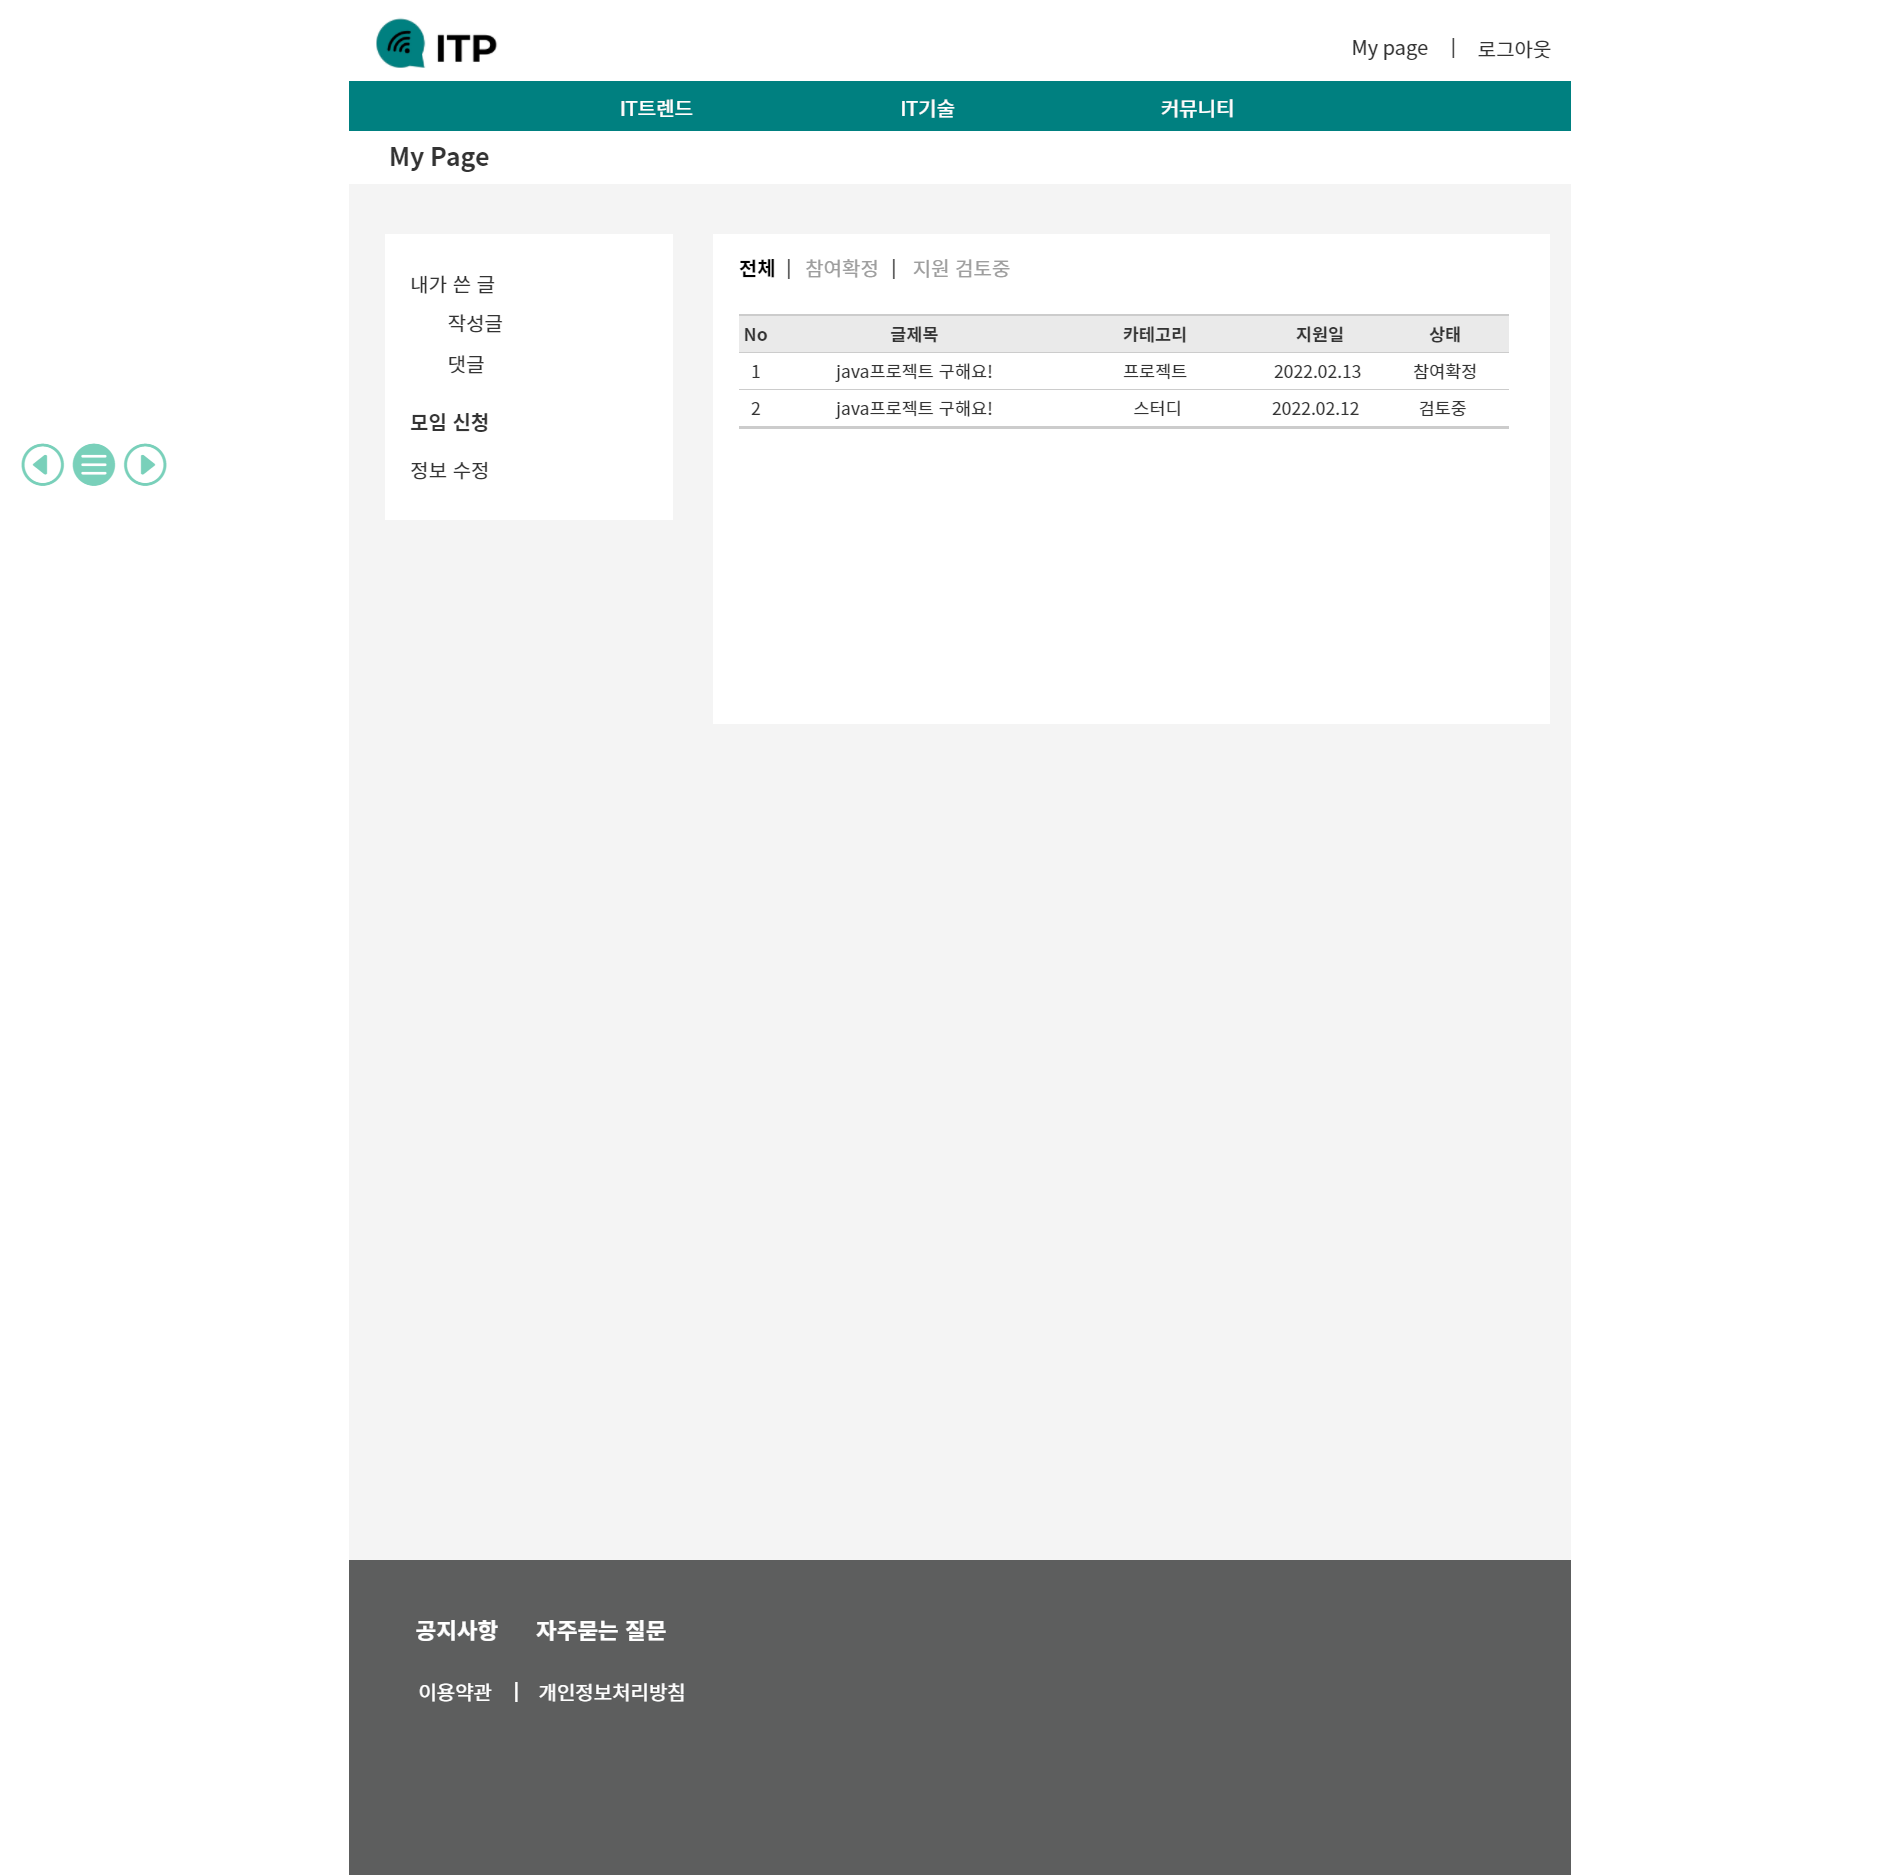 ITP
My page | 로그아웃
IT트렌드 IT기술 커뮤니티
My Page
내가 쓴 글
작성글
댓글
모임 신청
정보 수정
전체 | 참여확정 | 지원 검토중
No 글제목 카테고리 지원일 상태
1 java프로젝트 구해요! 프로젝트 2022.02.13 참여확정
2 java프로젝트 구해요! 스터디 2022.02.12 검토중
공지사항 자주묻는 질문
이용약관 | 개인정보처리방침